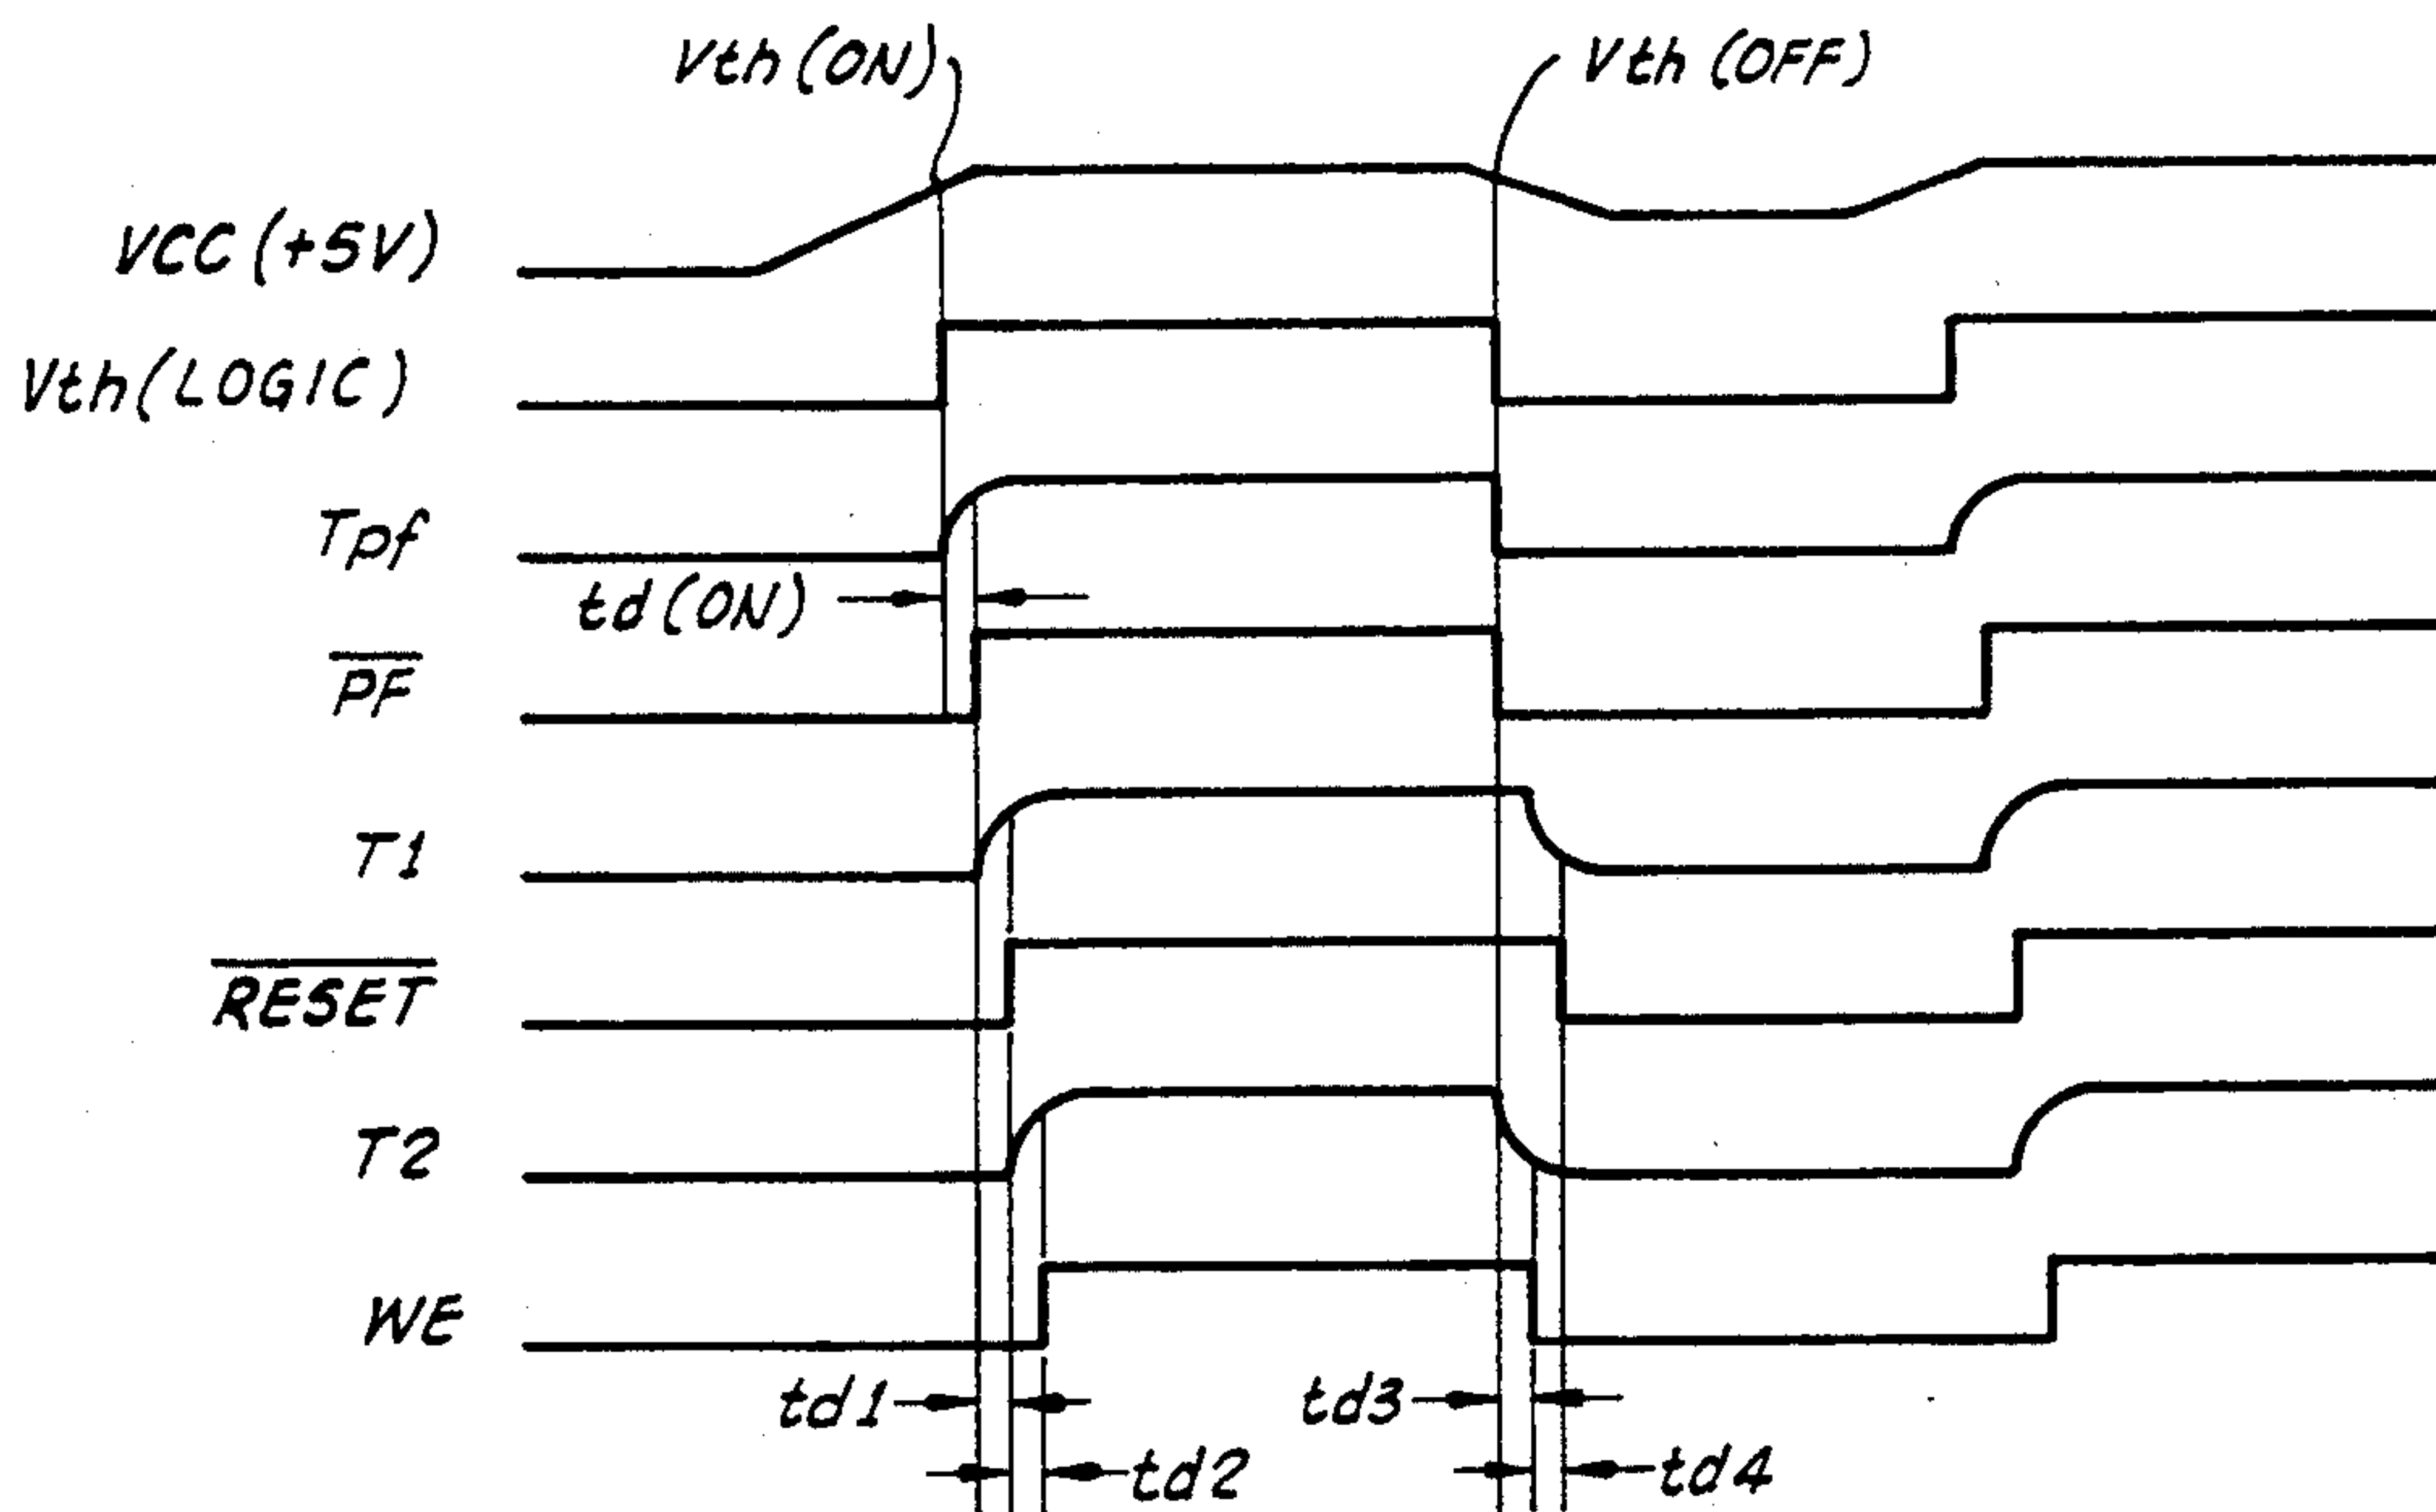 Vth (ON)
Vth (OFF)
VCC (+5V)
Vth (LOGIC)
Tpf
td (ON)
PF
T1
RESET
T2
WE
td1
td3
td2
td4